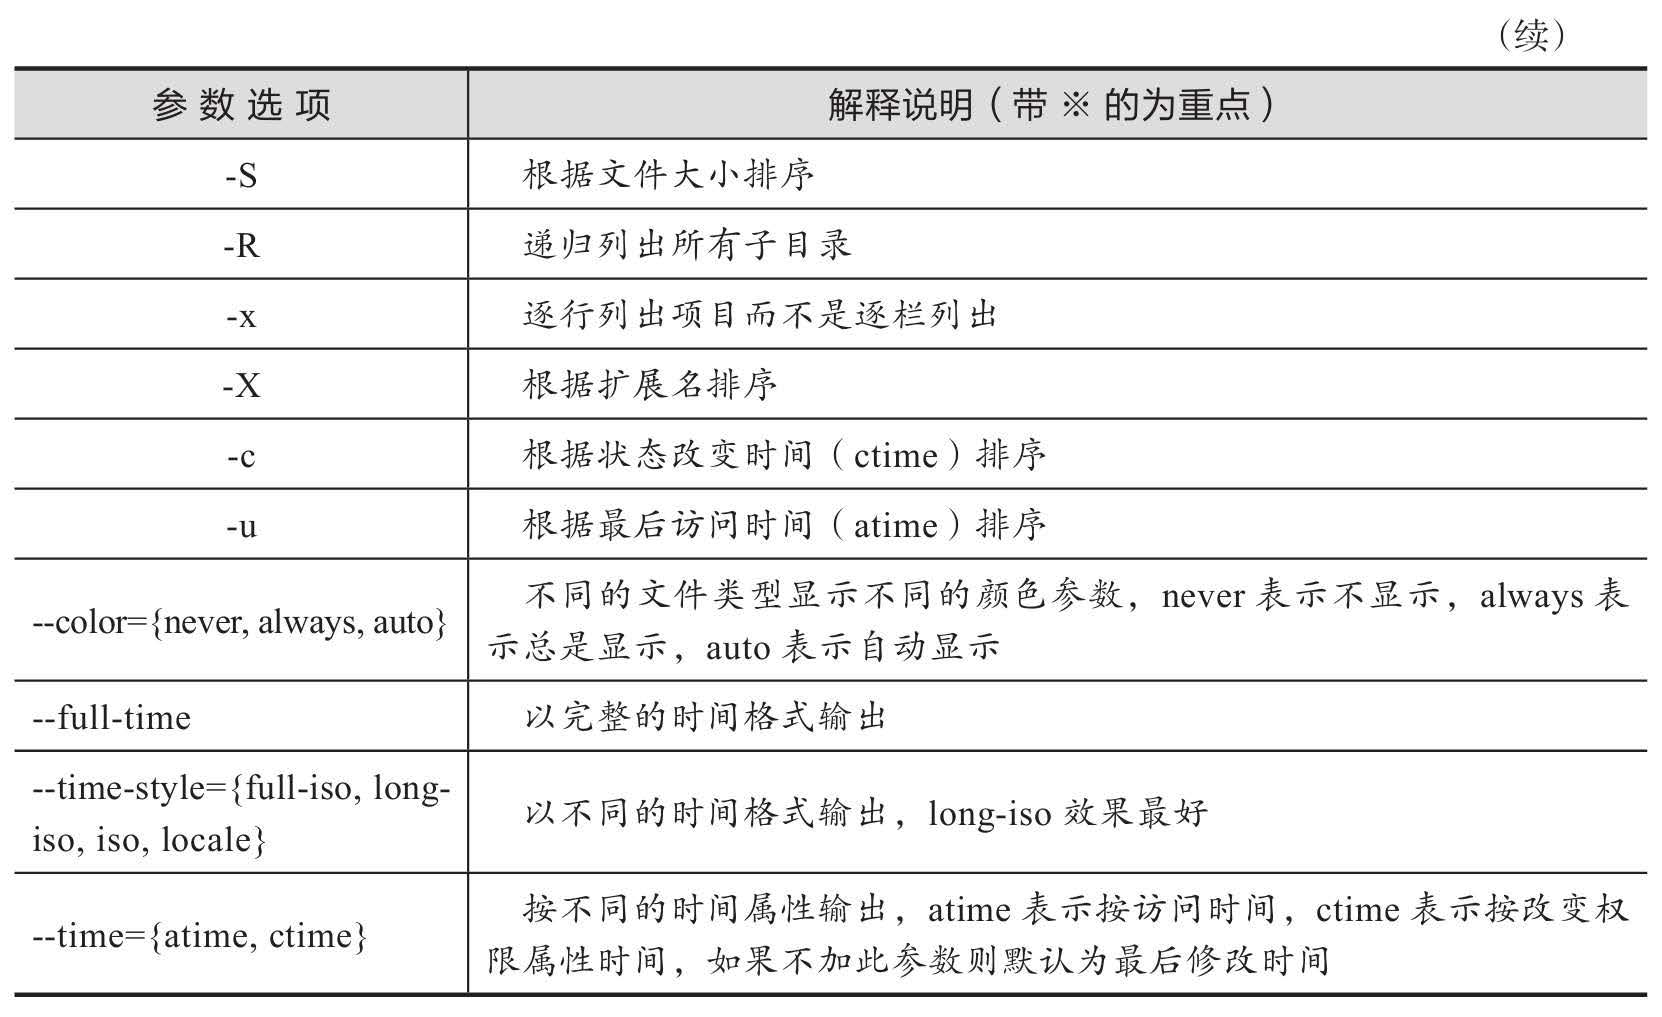 （续）
参数选项 解释说明（带※的为重点）
-S 根据文件大小排序
-R 递归列出所有子目录
-x 逐行列出项目而不是逐栏列出
-X 根据扩展名排序
-c 根据状态改变时间（ctime）排序
-u 根据最后访问时间（atime）排序
--color={never, always, auto}
不同的文件类型显示不同的颜色参数，never 表示不显示，always 表
示总是显示，auto 表示自动显示
--full-time 以完整的时间格式输出
--time-style={full-iso, long-
iso, iso, locale}
以不同的时间格式输出，long-iso 效果最好
--time={atime, ctime}
按不同的时间属性输出，atime 表示按访问时间，ctime 表示按改变权
限属性时间，如果不加此参数则默认为最后修改时间